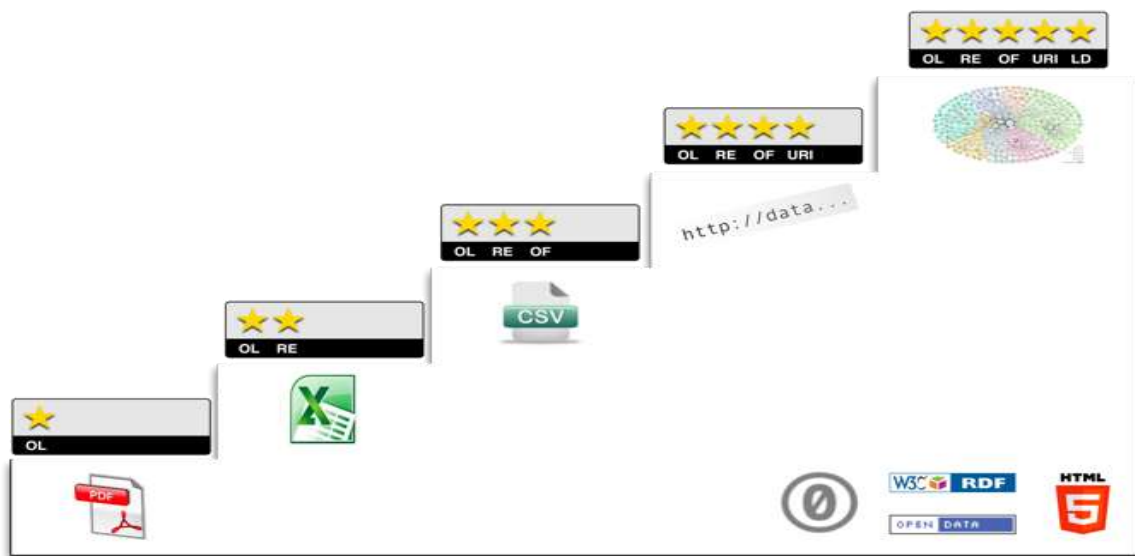 OL RE OF URI LD
OL RE OF URI
http://data...
OL RE OF
CSV
OL RE
OL
PDF
W3C RDF
OPEN DATA
HTML
5